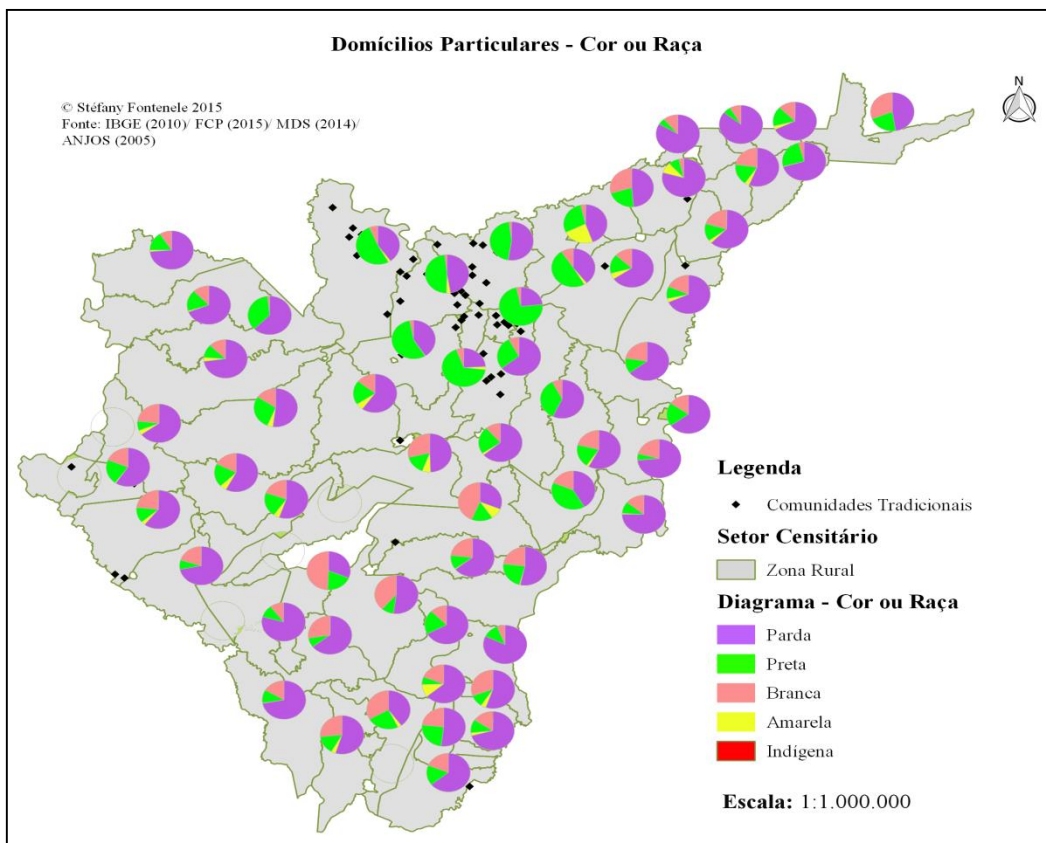 Domícilios Particulares - Cor ou Raça
© Stéfany Fontenele 2015
Fonte: IBGE (2010)/ FCP (2015)/ MDS (2014)/
ANJOS (2005)
N
Legenda
Comunidades Tradicionais
Setor Censitário
Zona Rural
Diagrama - Cor ou Raça
Parda
Preta
Branca
Amarela
Indígena
Escala: 1:1.000.000